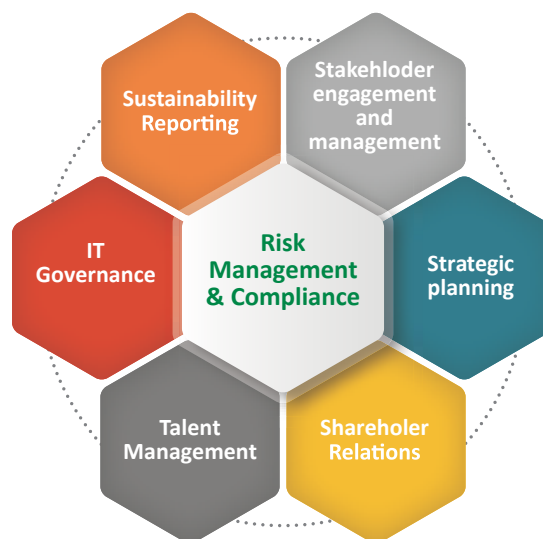 Sustainability
Reporting
Stakehloder
engagement
and
management
IT
Governance
Risk
Management
& Compliance
Strategic
planning
Talent
Management
Shareholer
Relations